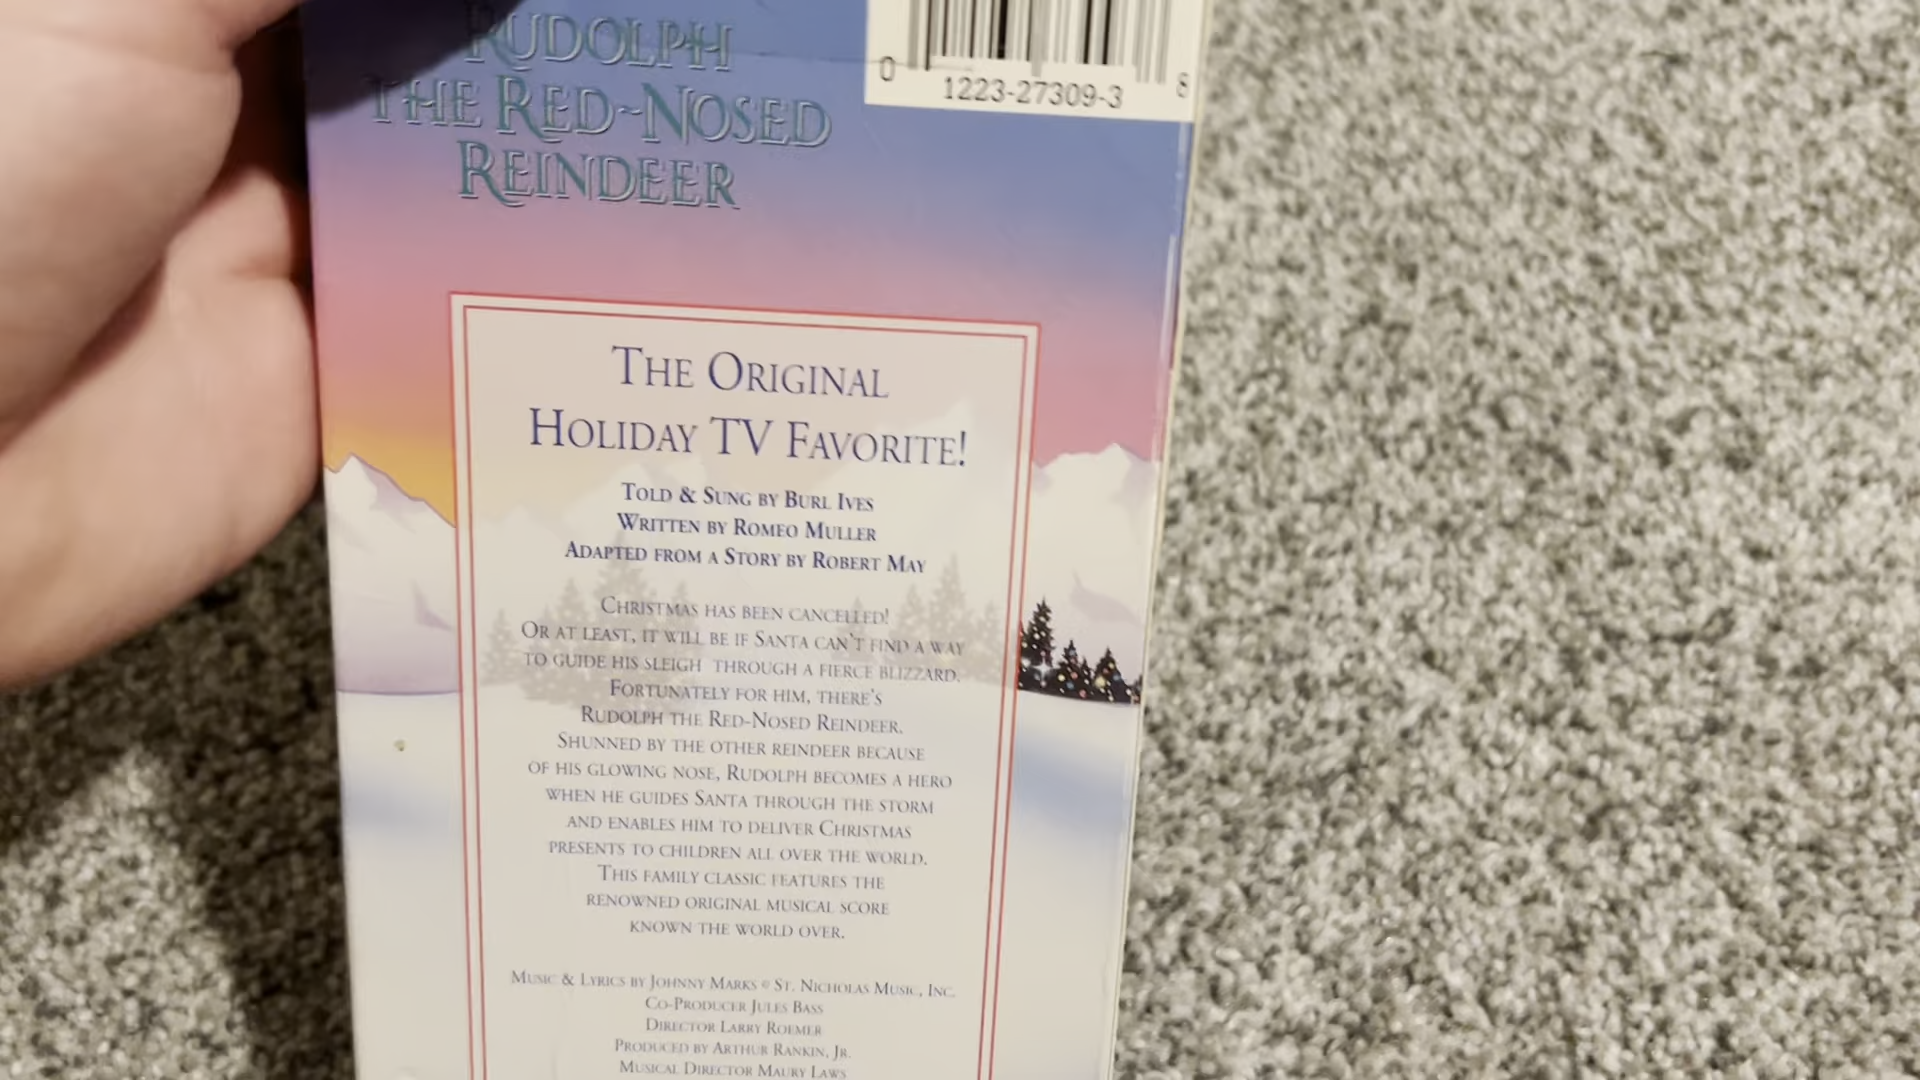 RUDOLPH
THE RED~NOSED
REINDEER
0 1223-27309-3 8
THE ORIGINAL
HOLIDAY TV FAVORITE!
TOLD & SUNG BY BURL IVES
WRITTEN BY ROMEO MULLER
ADAPTED FROM A STORY BY ROBERT MAY
CHRISTMAS HAS BEEN CANCELLED!
OR AT LEAST, IT WILL BE IF SANTA CAN'T FIND A WAY
TO GUIDE HIS SLEIGH THROUGH A FIERCE BLIZZARD.
FORTUNATELY FOR HIM, THERE'S
RUDOLPH THE RED-NOSED REINDEER.
SHUNNED BY THE OTHER REINDEER BECAUSE
OF HIS GLOWING NOSE, RUDOLPH BECOMES A HERO
WHEN HE GUIDES SANTA THROUGH THE STORM
AND ENABLES HIM TO DELIVER CHRISTMAS
PRESENTS TO CHILDREN ALL OVER THE WORLD.
THIS FAMILY CLASSIC FEATURES THE
RENOWNED ORIGINAL MUSICAL SCORE
KNOWN THE WORLD OVER.
MUSIC & LYRICS BY JOHNNY MARKS © ST. NICHOLAS MUSIC, INC.
CO-PRODUCER JULES BASS
DIRECTOR LARRY ROEMER
PRODUCED BY ARTHUR RANKIN, JR.
MUSICAL DIRECTOR MAURY LAWS